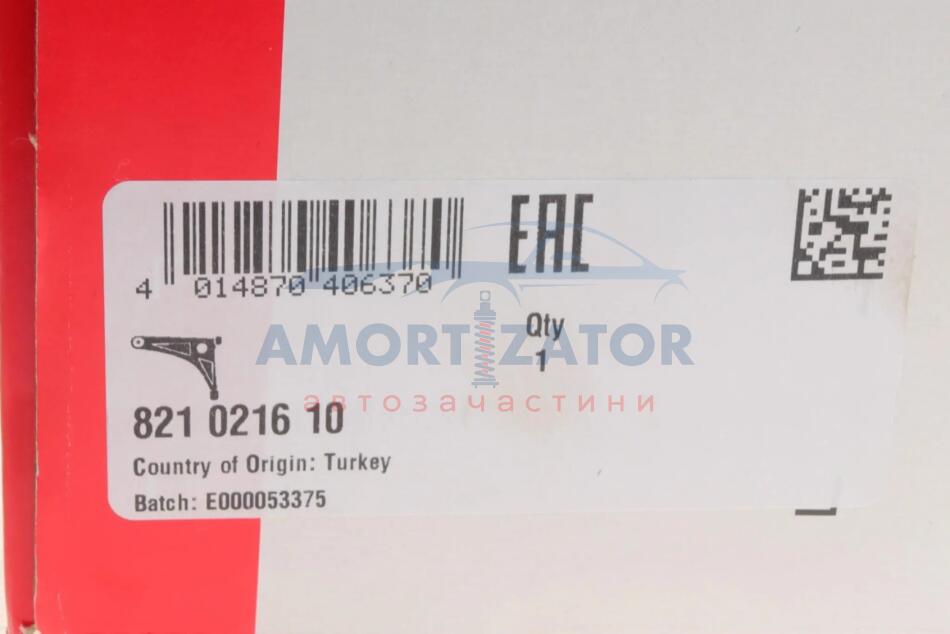 EAC
4 014870 406370
Qty
1
AMORTIZATOR
автозачастини
821 0216 10
Country of Origin: Turkey
Batch: E000053375